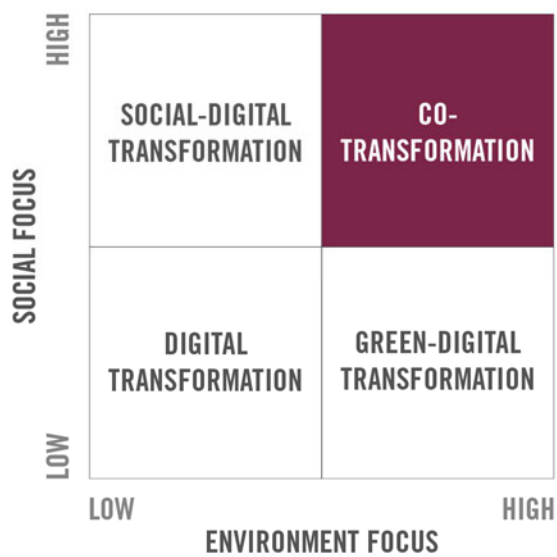 HIGH
SOCIAL-DIGITAL
TRANSFORMATION
CO-
TRANSFORMATION
SOCIAL FOCUS
DIGITAL
TRANSFORMATION
GREEN-DIGITAL
TRANSFORMATION
LOW
LOW
HIGH
ENVIRONMENT FOCUS